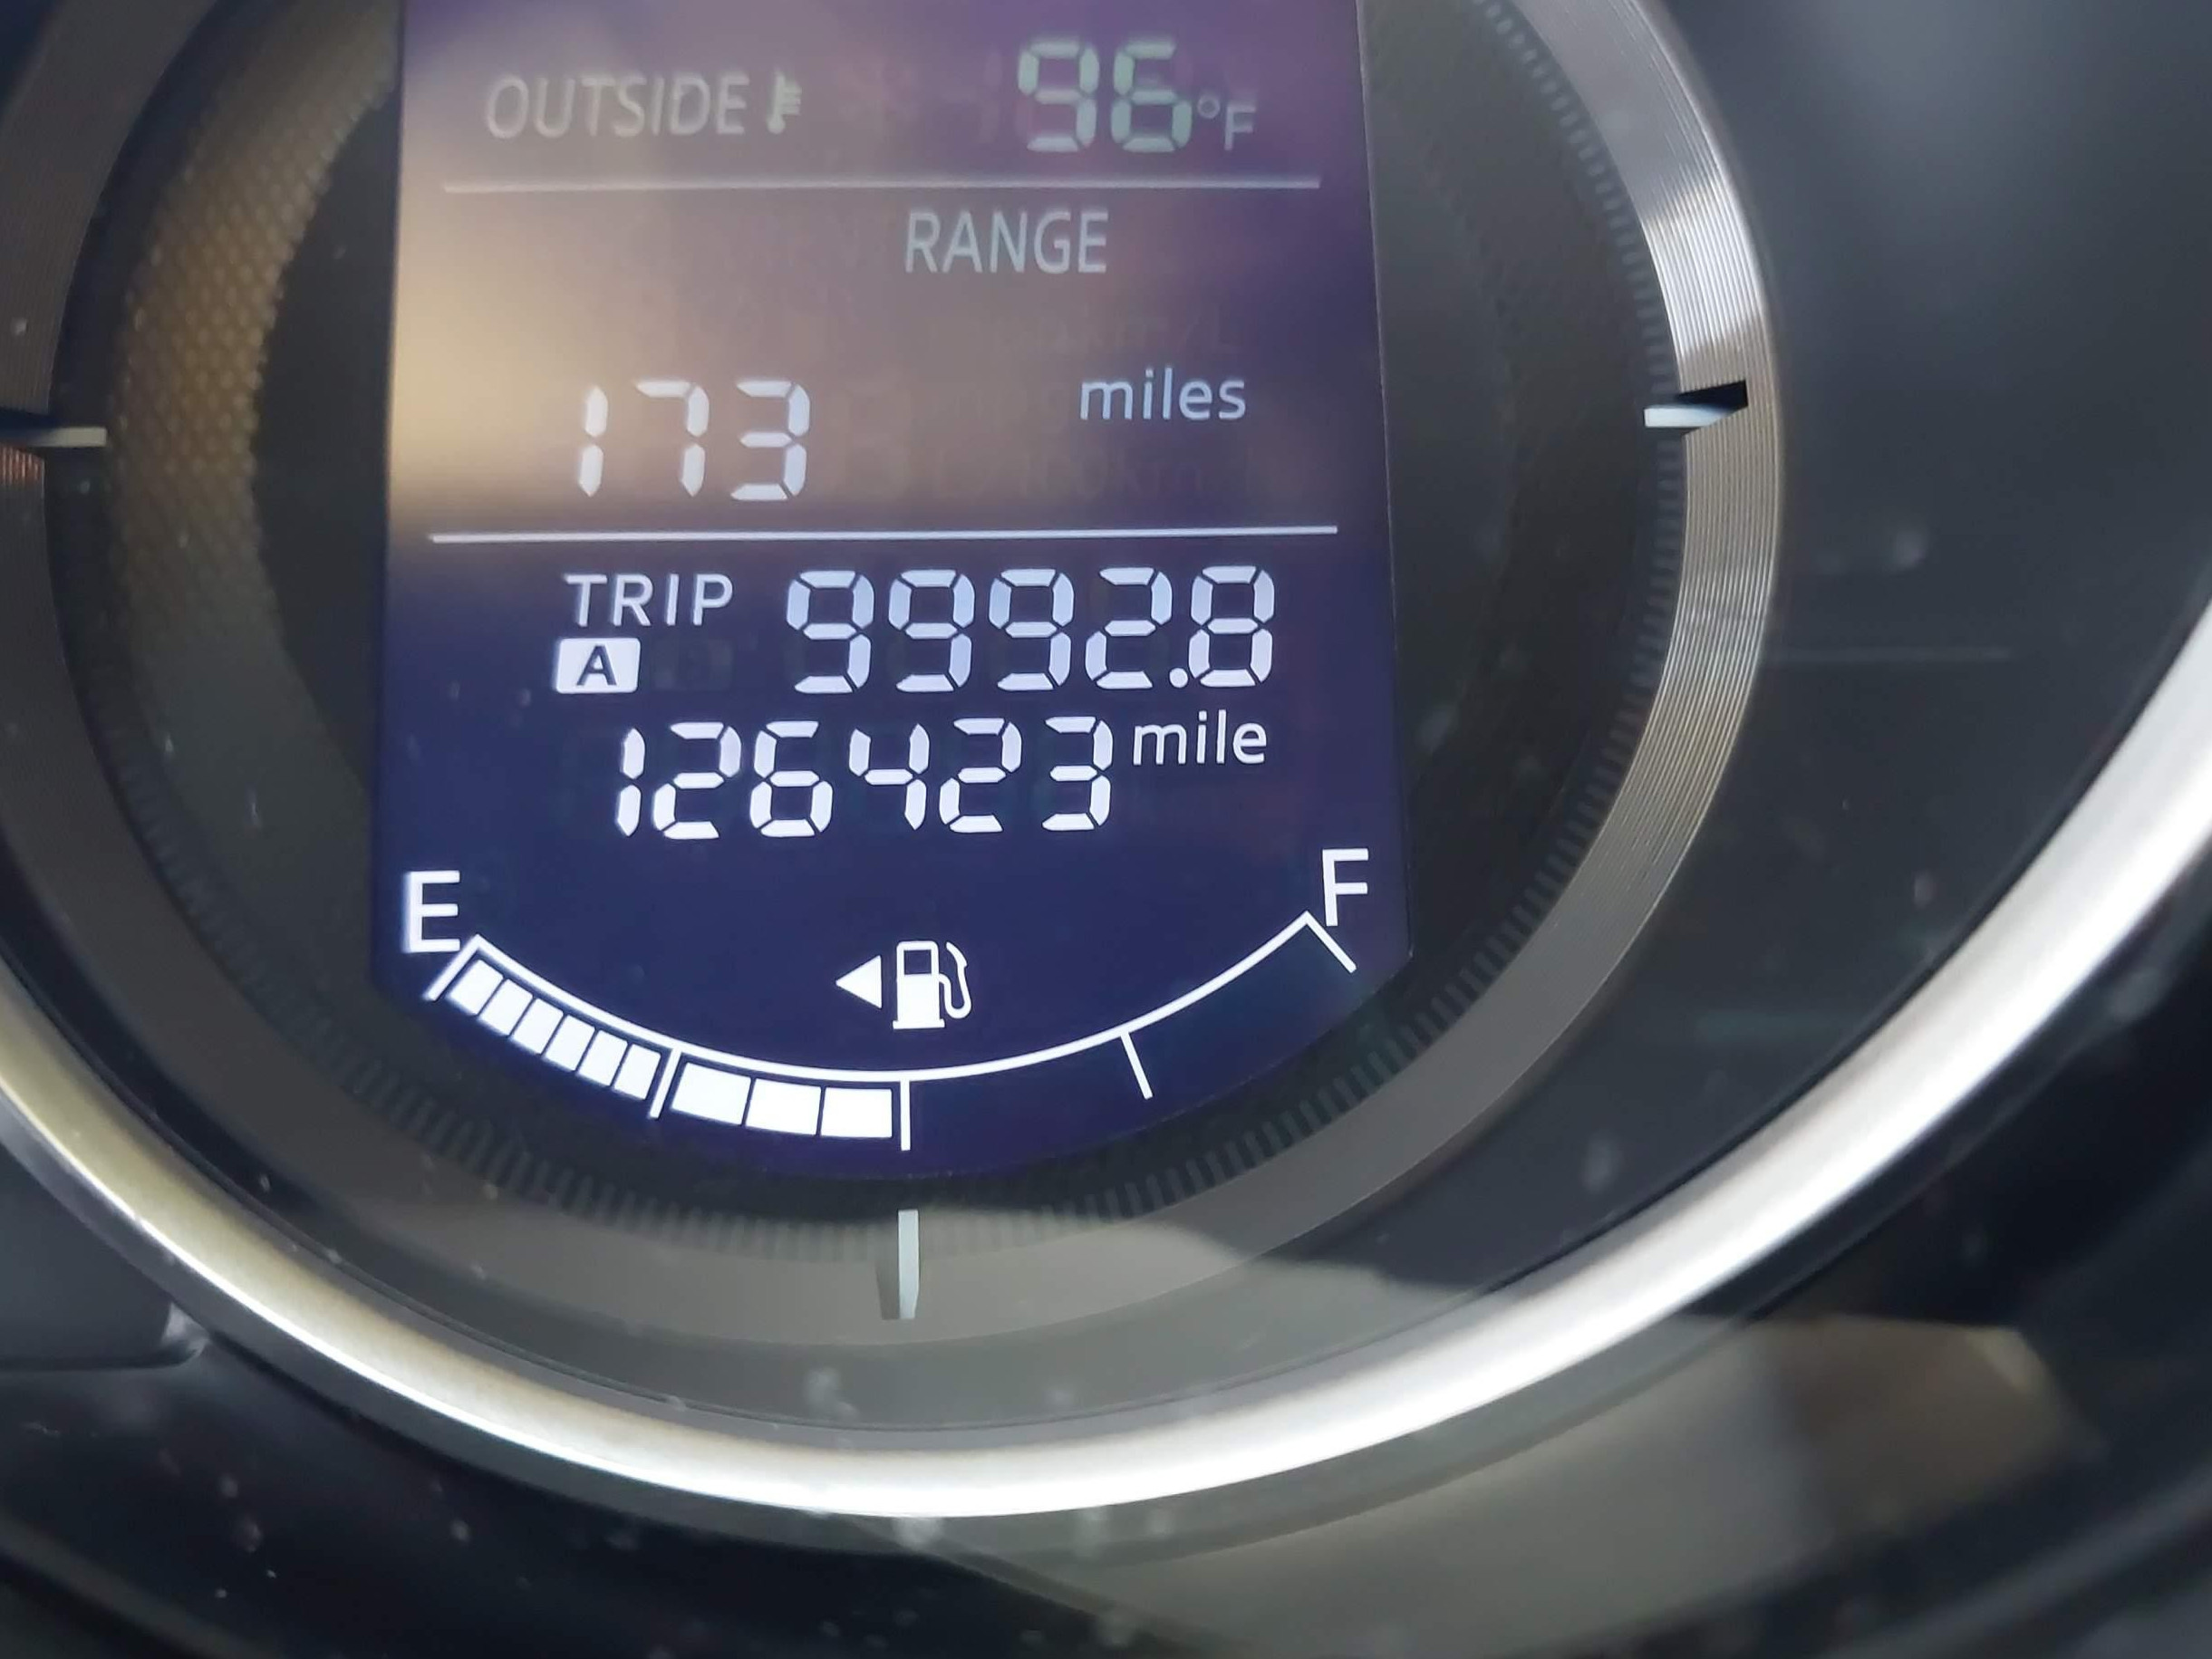 OUTSIDE 96°F
RANGE
173 miles
TRIP A 9992.8
126423 mile
E F